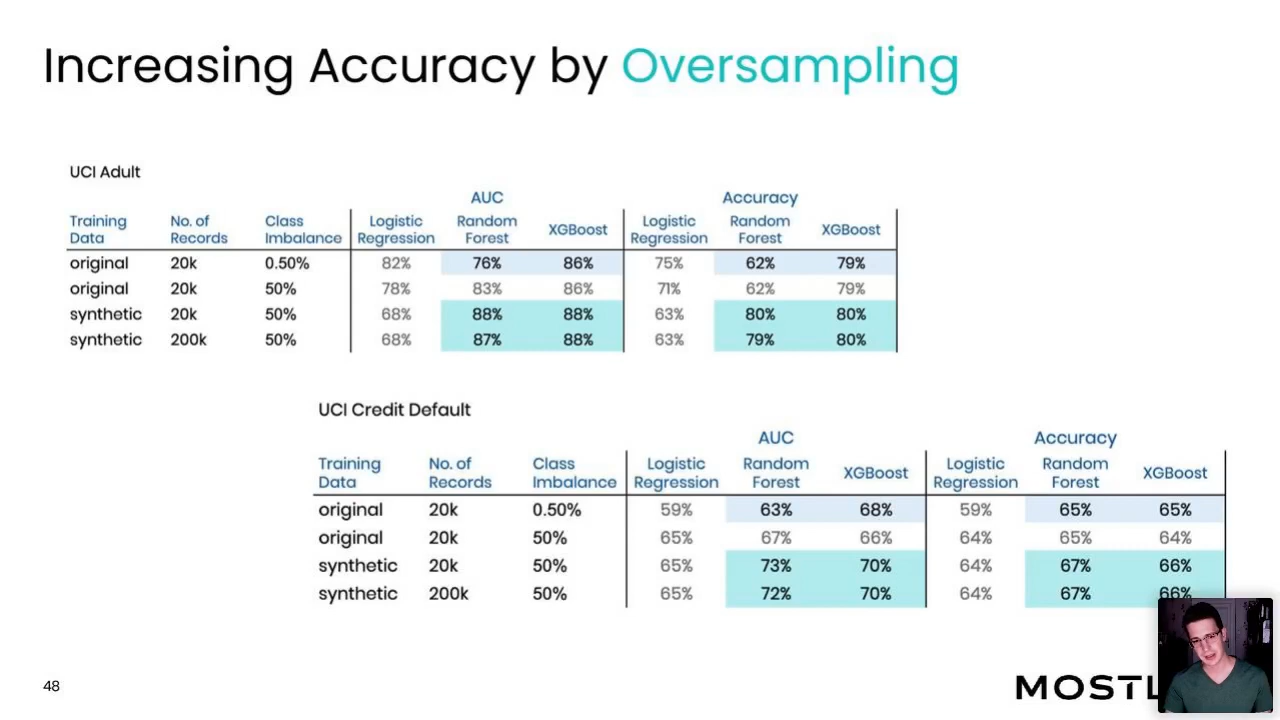 Increasing Accuracy by Oversampling
UCI Adult
AUC Accuracy
Training Data No. of Records Class Imbalance Logistic Regression Random Forest XGBoost Logistic Regression Random Forest XGBoost
original 20k 0.50% 82% 76% 86% 75% 62% 79%
original 20k 50% 78% 83% 86% 71% 62% 79%
synthetic 20k 50% 68% 88% 88% 63% 80% 80%
synthetic 200k 50% 68% 87% 88% 63% 79% 80%
UCI Credit Default
AUC Accuracy
Training Data No. of Records Class Imbalance Logistic Regression Random Forest XGBoost Logistic Regression Random Forest XGBoost
original 20k 0.50% 59% 63% 68% 59% 65% 65%
original 20k 50% 65% 67% 66% 64% 65% 64%
synthetic 20k 50% 65% 73% 70% 64% 67% 66%
synthetic 200k 50% 65% 72% 70% 64% 67% 66%
48